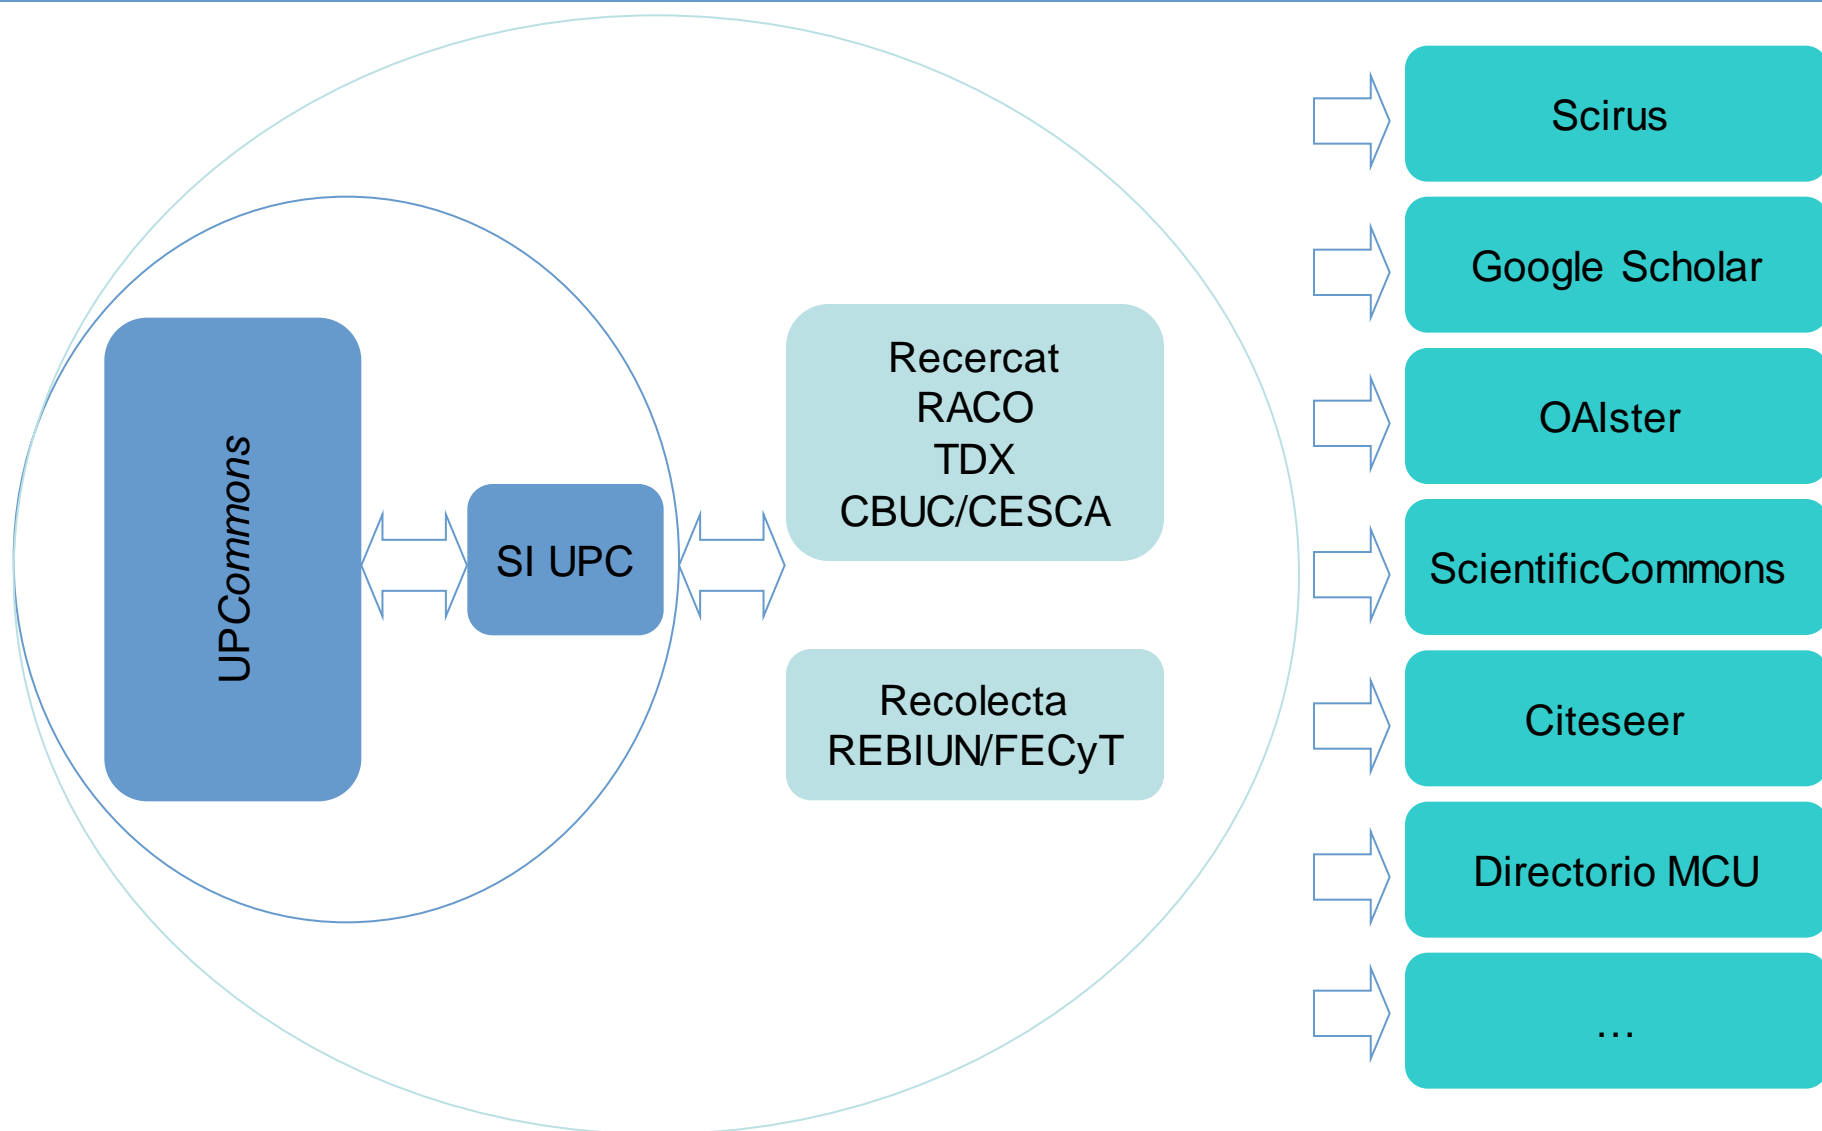 UPCommons
SI UPC
Recercat
RACO
TDX
CBUC/CESCA
Recolecta
REBIUN/FECyT
Scirus
Google Scholar
OAIster
ScientificCommons
Citeseer
Directorio MCU
…